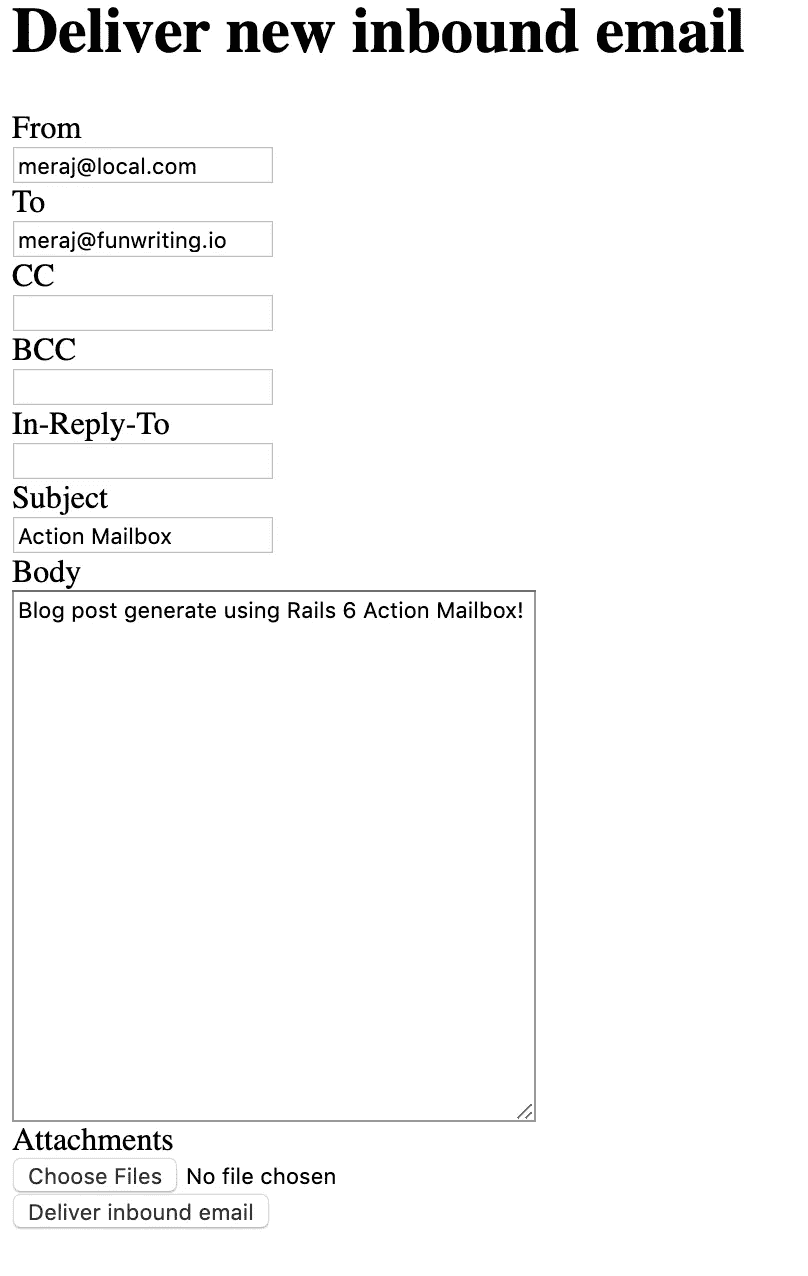 Deliver new inbound email
From
meraj@local.com
To
meraj@funwriting.io
CC
BCC
In-Reply-To
Subject
Action Mailbox
Body
Blog post generate using Rails 6 Action Mailbox!
Attachments
Choose Files No file chosen
Deliver inbound email